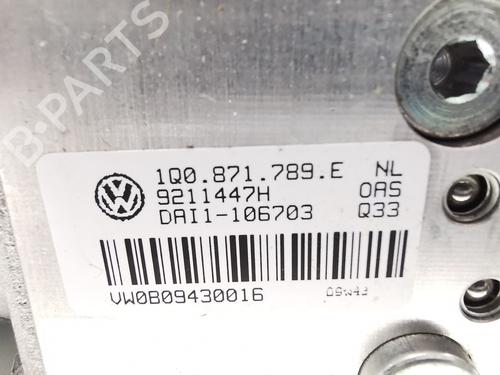 B-PARTS
1Q0.871.789.E NL
9211447H OAS
DAI1-106703 Q33
VW0B09430016